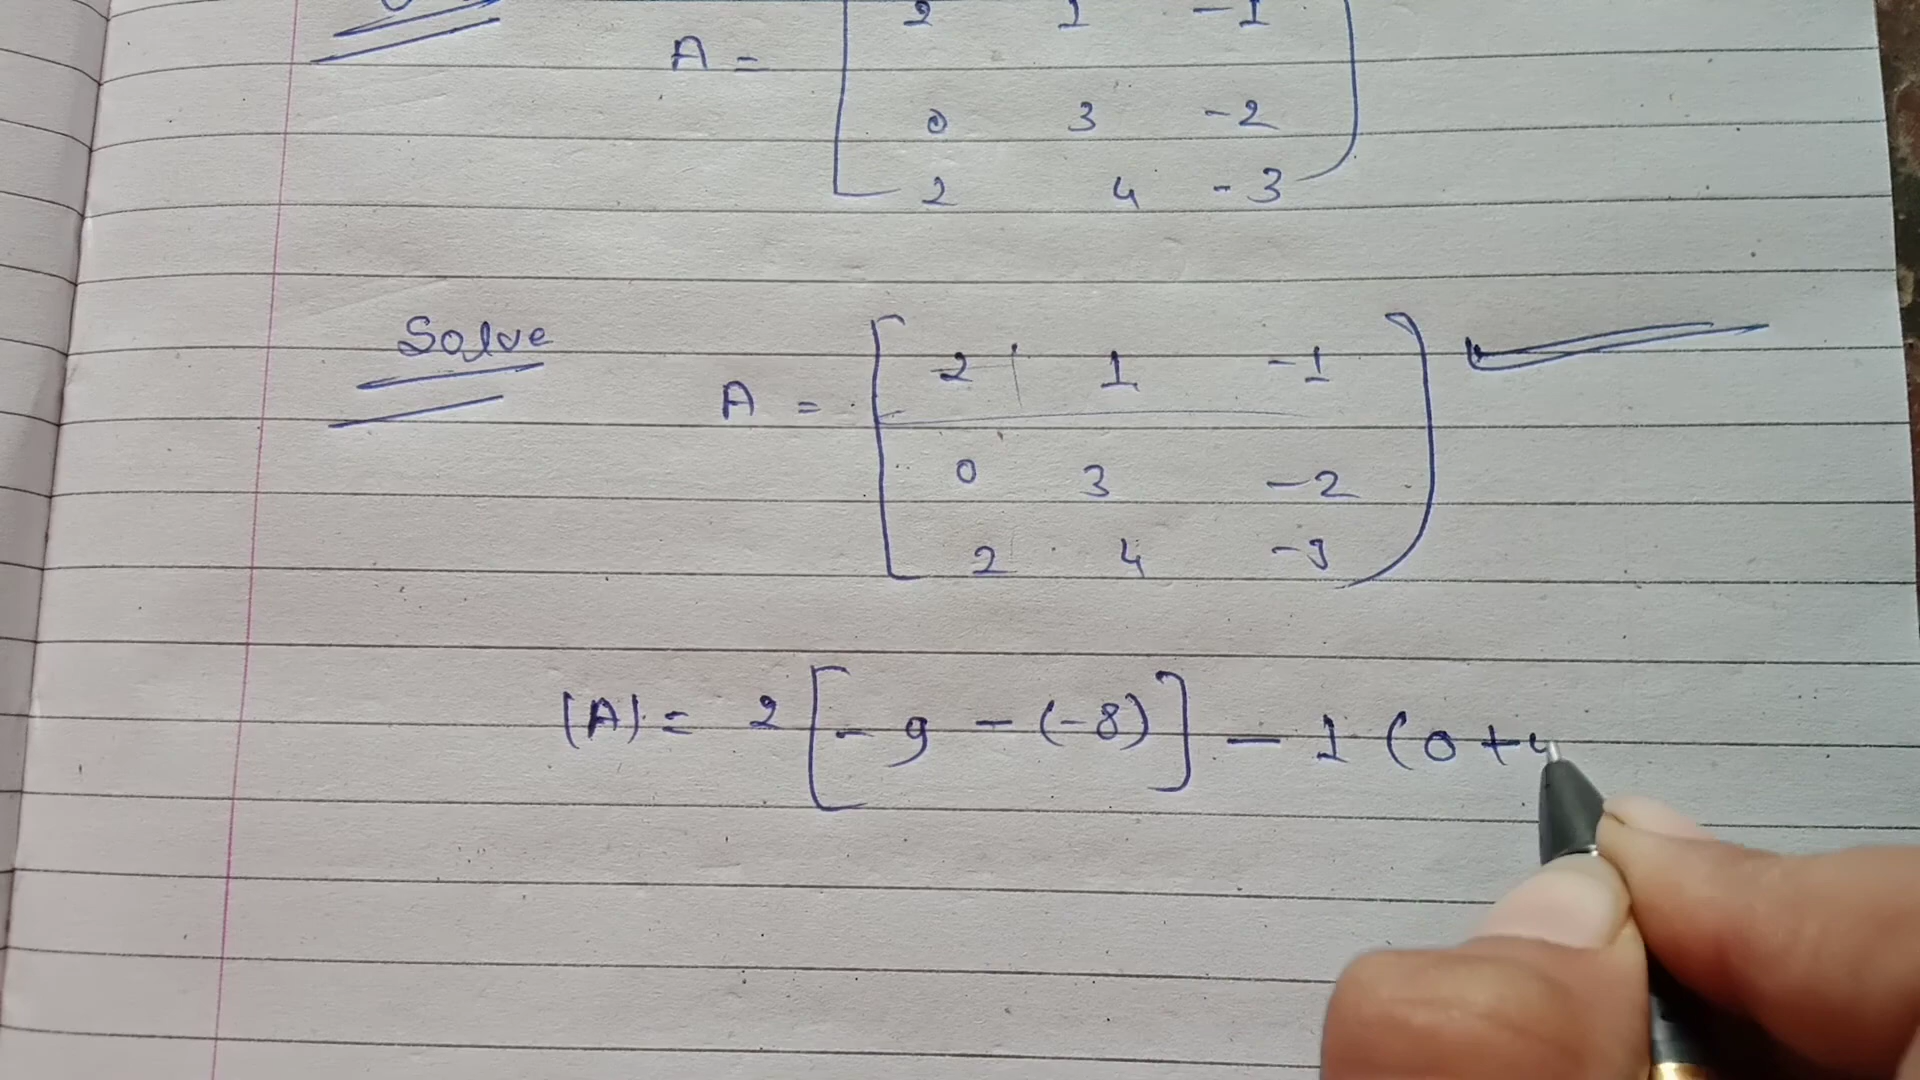 2 1 -1
A =
0 3 -2
2 4 -3
Solve
A = [ 2 1 -1
0 3 -2
2 4 -3 ]
|A| = 2 [ - 9 - (-8) ] - 1 ( 0 + 4